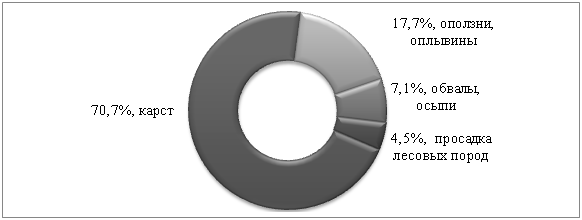 17,7%, оползни,
оплывины
7,1%, обвалы,
осыпи
70,7%, карст
4,5%, просадка
лесовых пород